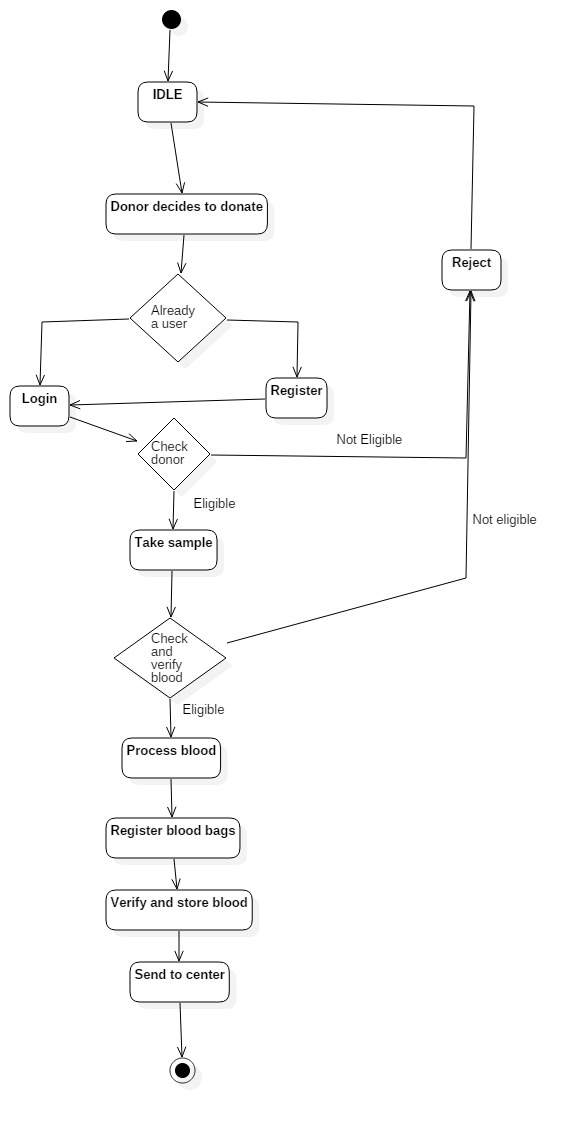 IDLE
Donor decides to donate
Reject
Already
a user
Register
Login
Check
donor
Not Eligible
Eligible
Not eligible
Take sample
Check
and
verify
blood
Eligible
Process blood
Register blood bags
Verify and store blood
Send to center